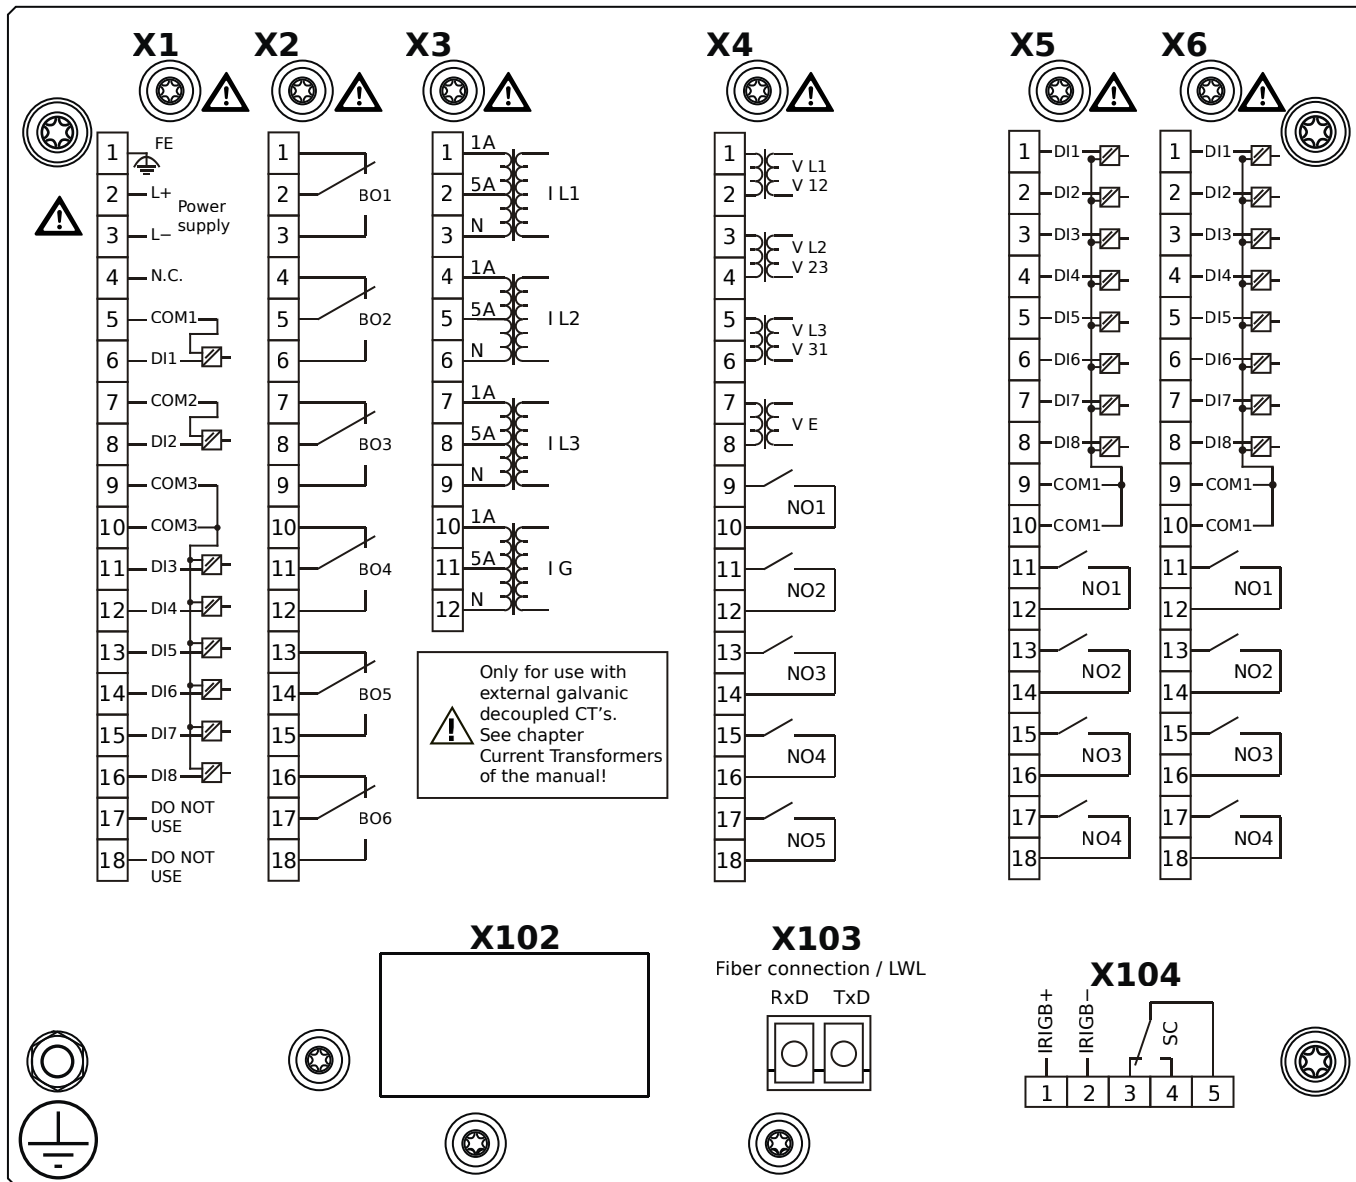 X1 X2 X3 X4 X5 X6
1 FE
2 L+
Power
supply
3 L−
4 N.C.
5 COM1
6 DI1
7 COM2
8 DI2
9 COM3
10 COM3
11 DI3
12 DI4
13 DI5
14 DI6
15 DI7
16 DI8
17 DO NOT
USE
18 DO NOT
USE
1
2 BO1
3
4
5 BO2
6
7
8 BO3
9
10
11 BO4
12
13
14 BO5
15
16
17 BO6
18
1 1A
2 5A I L1
3 N
4 1A
5 5A I L2
6 N
7 1A
8 5A I L3
9 N
10 1A
11 5A I G
12 N
Only for use with
external galvanic
decoupled CT's.
See chapter
Current Transformers
of the manual!
1 V L1
2 V 12
3 V L2
4 V 23
5 V L3
6 V 31
7
V E
8
9
NO1
10
11
NO2
12
13
NO3
14
15
NO4
16
17
NO5
18
1 DI1
2 DI2
3 DI3
4 DI4
5 DI5
6 DI6
7 DI7
8 DI8
9 COM1
10 COM1
11
NO1
12
13
NO2
14
15
NO3
16
17
NO4
18
1 DI1
2 DI2
3 DI3
4 DI4
5 DI5
6 DI6
7 DI7
8 DI8
9 COM1
10 COM1
11
NO1
12
13
NO2
14
15
NO3
16
17
NO4
18
X102
X103
Fiber connection / LWL
RxD TxD
X104
IRIGB+
IRIGB−
SC
1 2 3 4 5